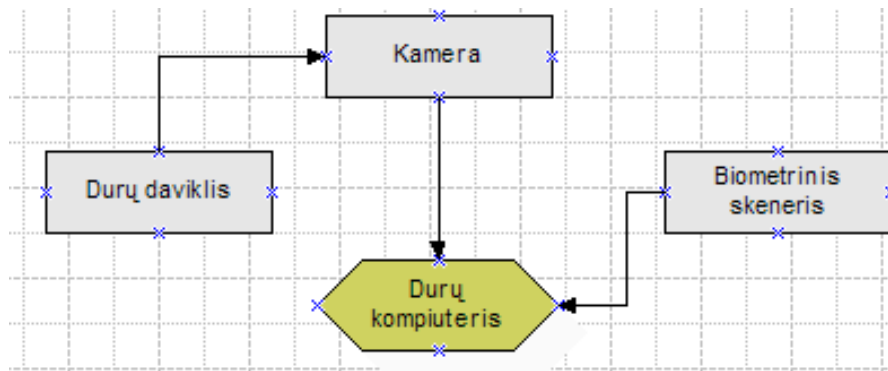 Kamera
Durų daviklis
Biometrinis
skeneris
Durų
kompiuteris